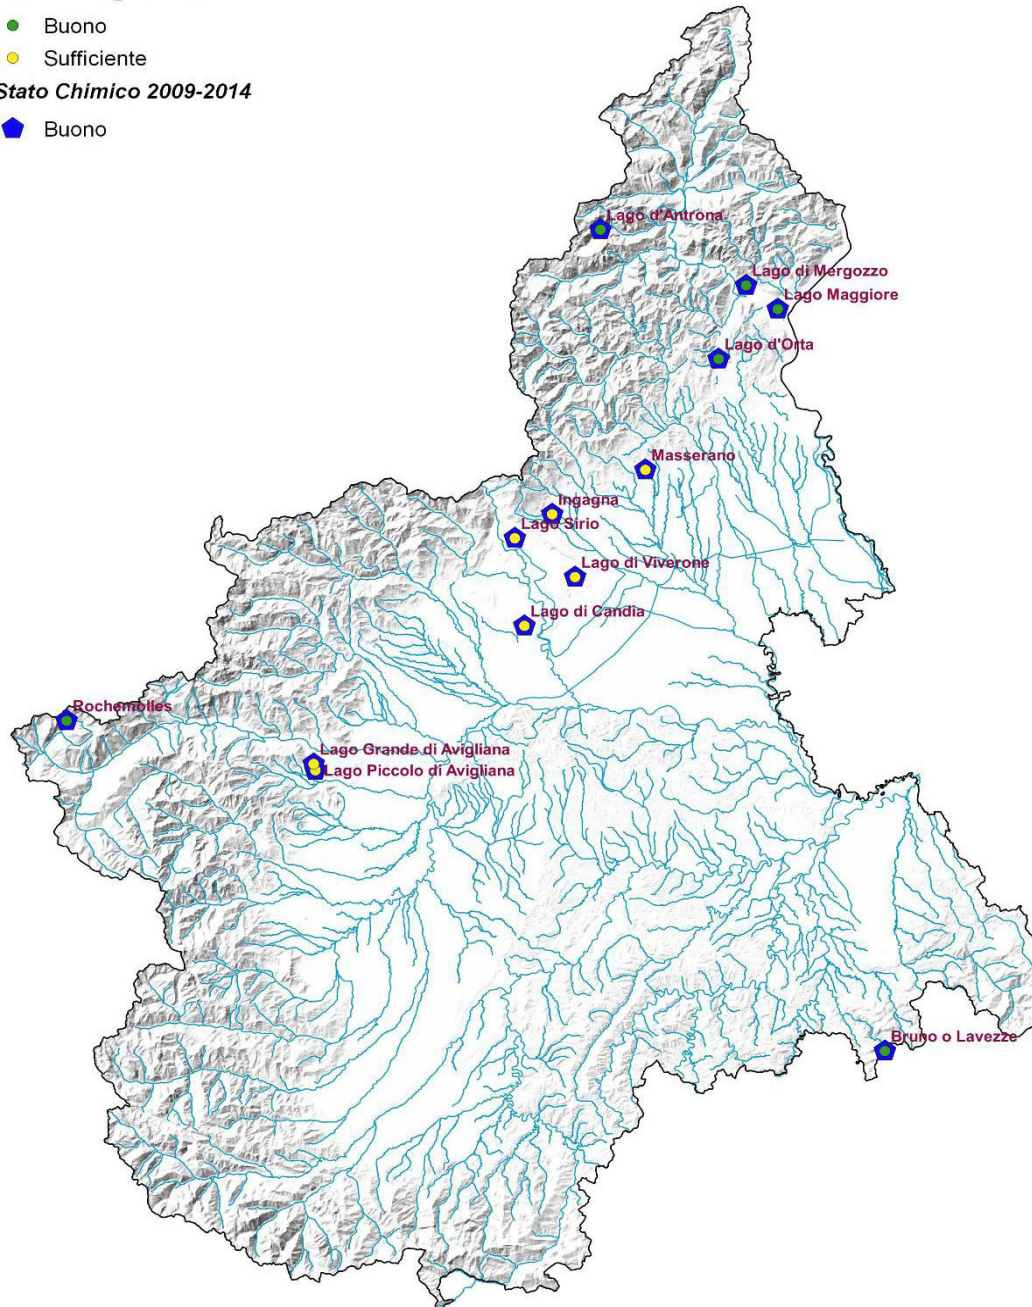 Buono
Sufficiente
Stato Chimico 2009-2014
Buono
Lago d'Antrona
Lago di Mergozzo
Lago Maggiore
Lago d'Orta
Masserano
Ingagna
Lago Sirio
Lago di Viverone
Lago di Candia
Rochemolles
Lago Grande di Avigliana
Lago Piccolo di Avigliana
Bruno o Lavezze